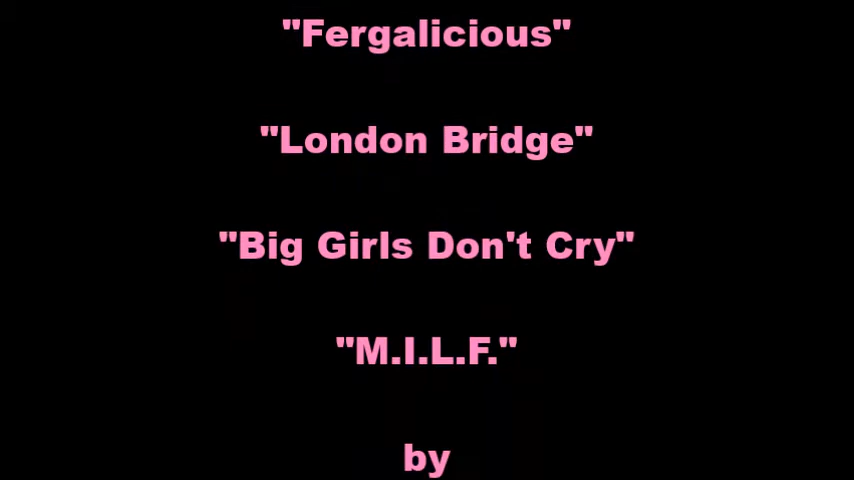 "Fergalicious"
"London Bridge"
"Big Girls Don't Cry"
"M.I.L.F."
by